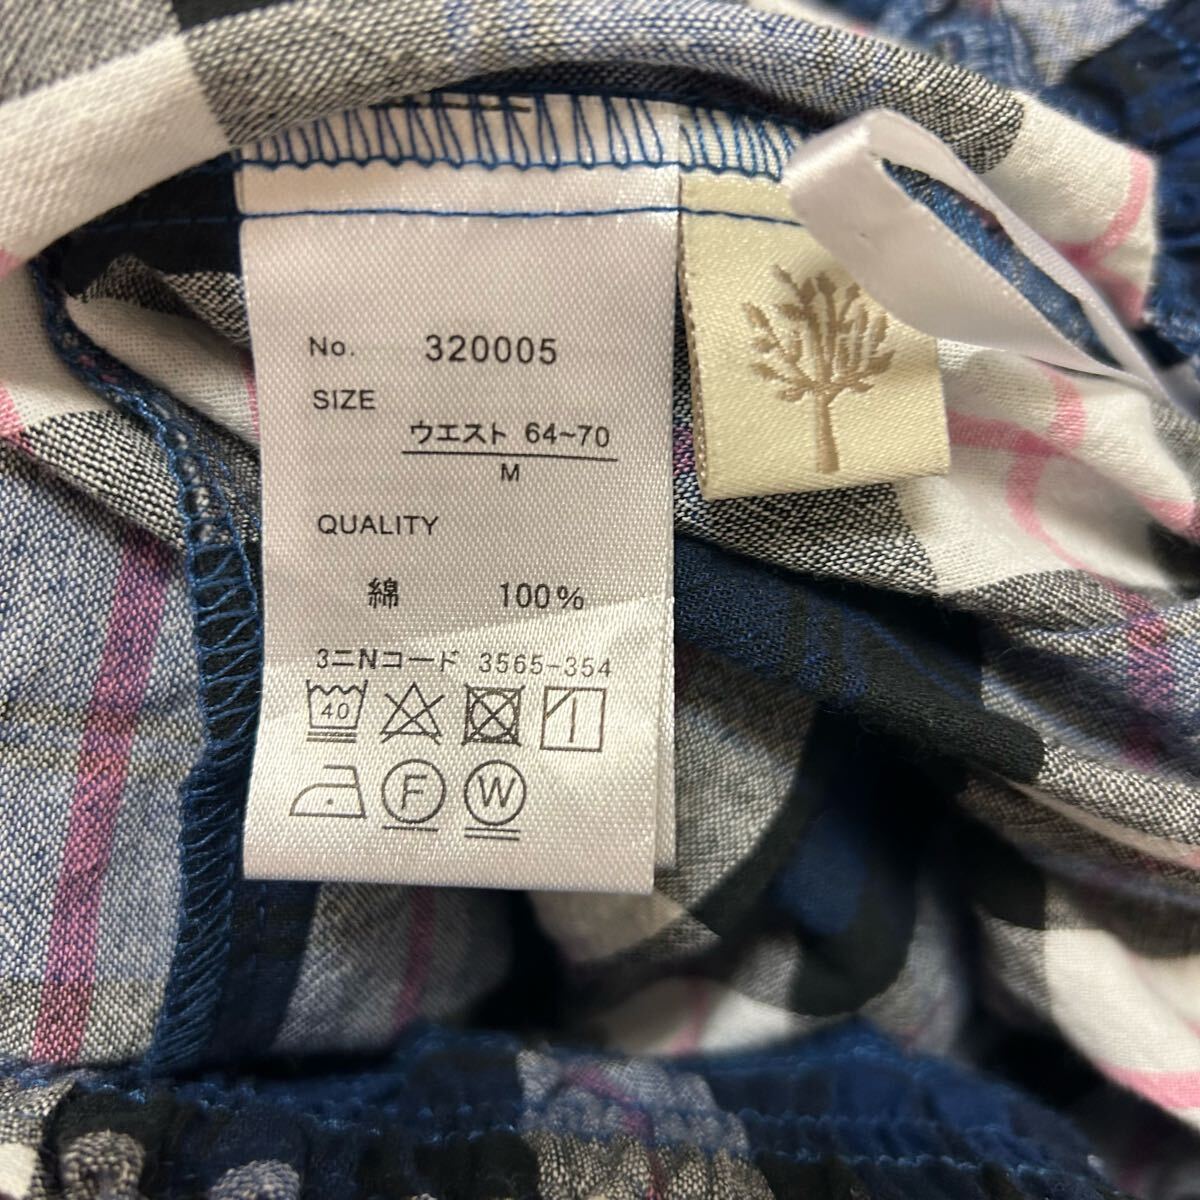 No. 320005
SIZE
ウエスト 64~70
M
QUALITY
綿 100%
3ニNコード 3565-354
40
F W